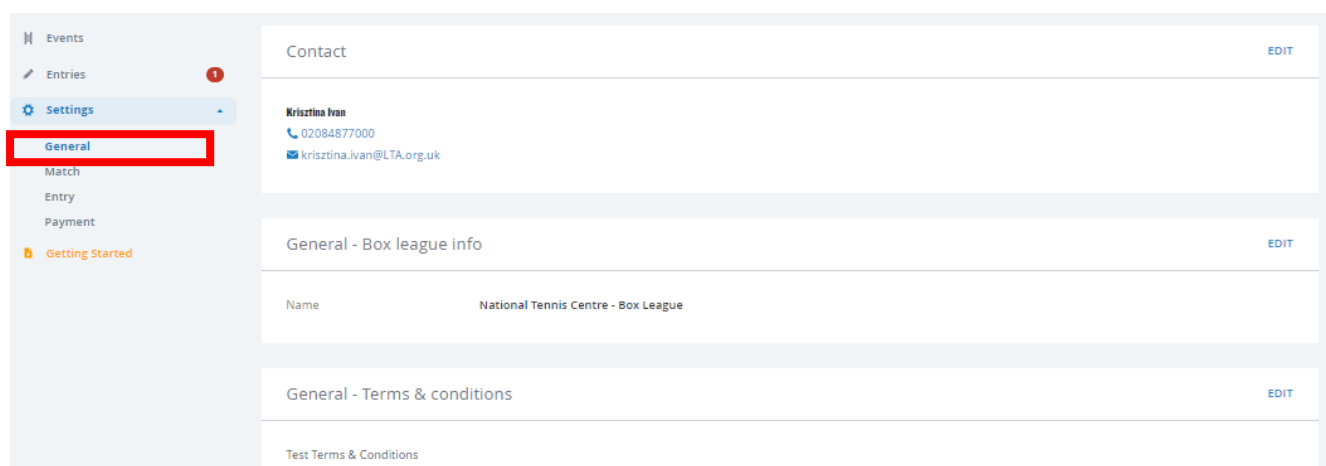 Events
Entries 1
Settings
General
Match
Entry
Payment
Getting Started
Contact EDIT
Krisztina Ivan
02084877000
krisztina.ivan@LTA.org.uk
General - Box league info EDIT
Name National Tennis Centre - Box League
General - Terms & conditions EDIT
Test Terms & Conditions